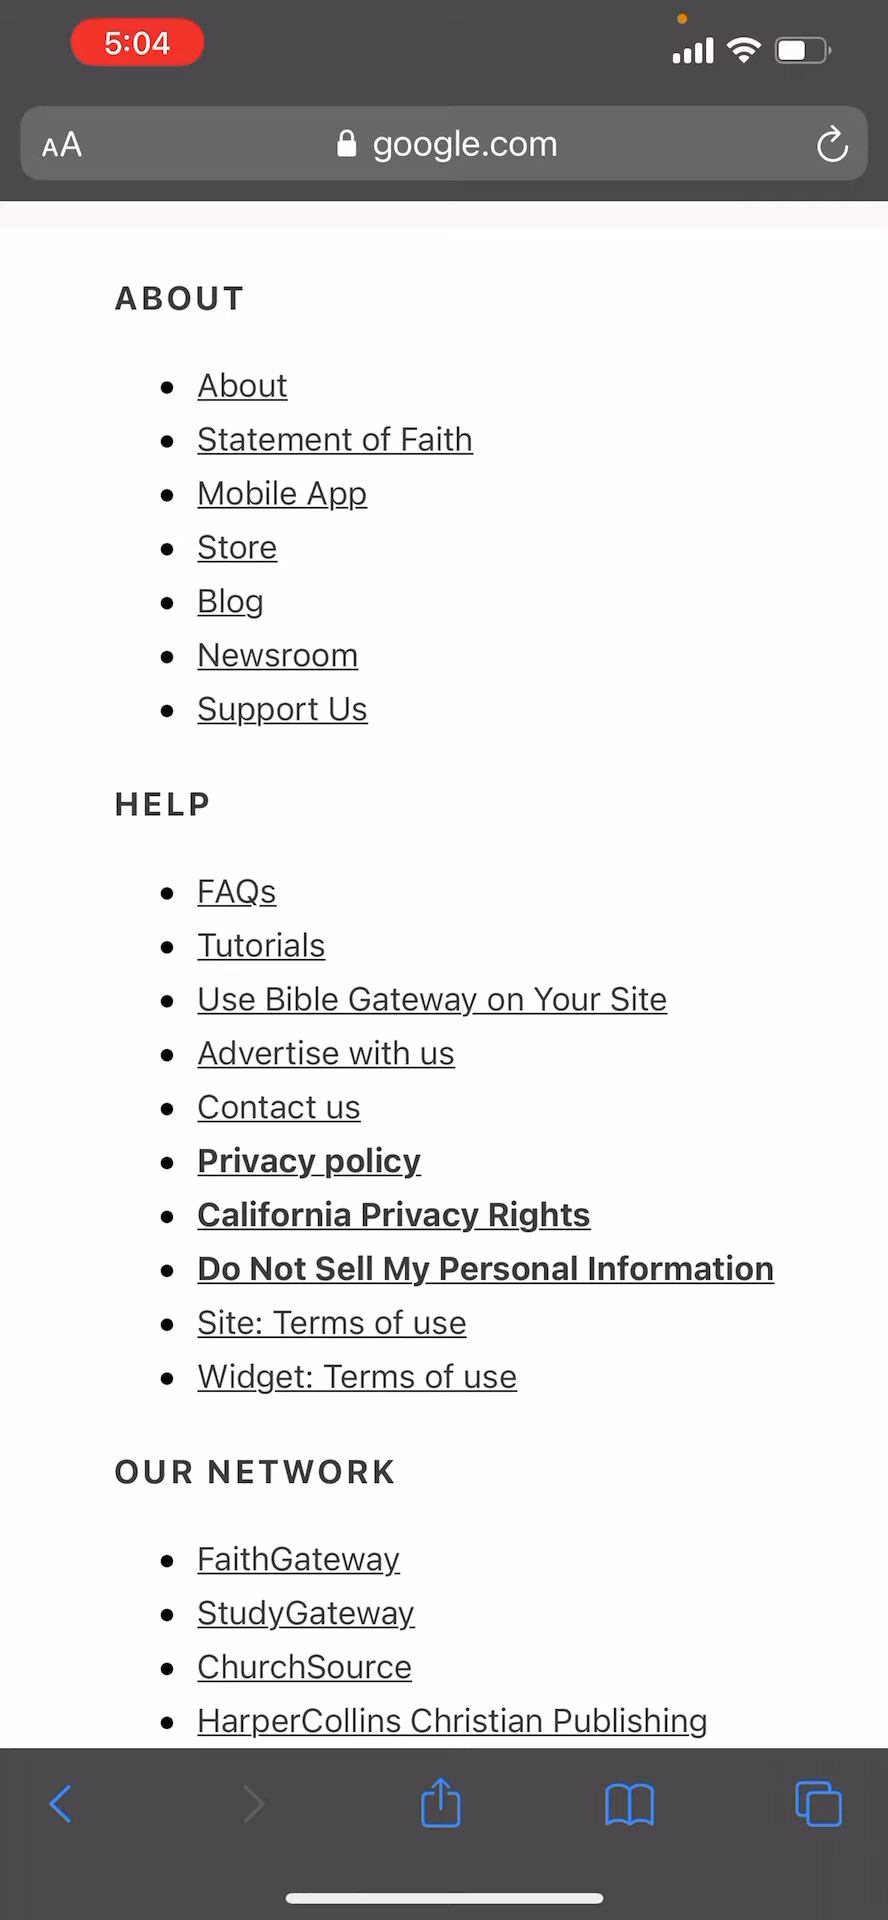 5:04
AA google.com
ABOUT
About
Statement of Faith
Mobile App
Store
Blog
Newsroom
Support Us
HELP
FAQs
Tutorials
Use Bible Gateway on Your Site
Advertise with us
Contact us
Privacy policy
California Privacy Rights
Do Not Sell My Personal Information
Site: Terms of use
Widget: Terms of use
OUR NETWORK
FaithGateway
StudyGateway
ChurchSource
HarperCollins Christian Publishing